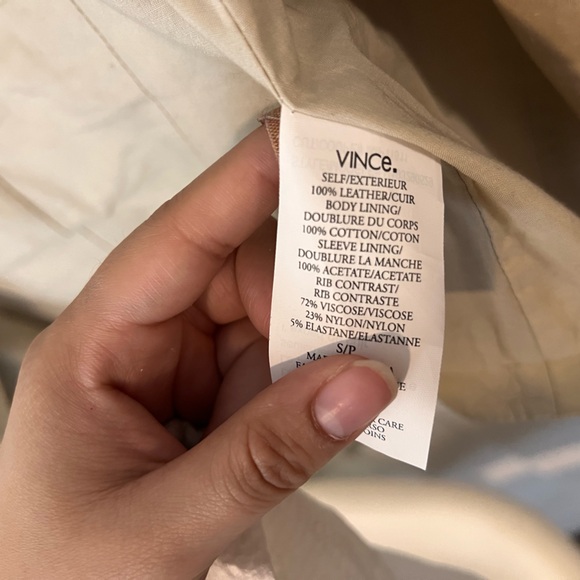 VINCe.
SELF/EXTERIEUR
100% LEATHER/CUIR
BODY LINING/
DOUBLURE DU CORPS
100% COTTON/COTON
SLEEVE LINING/
DOUBLURE LA MANCHE
100% ACETATE/ACETATE
RIB CONTRAST/
RIB CONTRASTE
72% VISCOSE/VISCOSE
23% NYLON/NYLON
5% ELASTANE/ELASTANNE
S/P
CARE